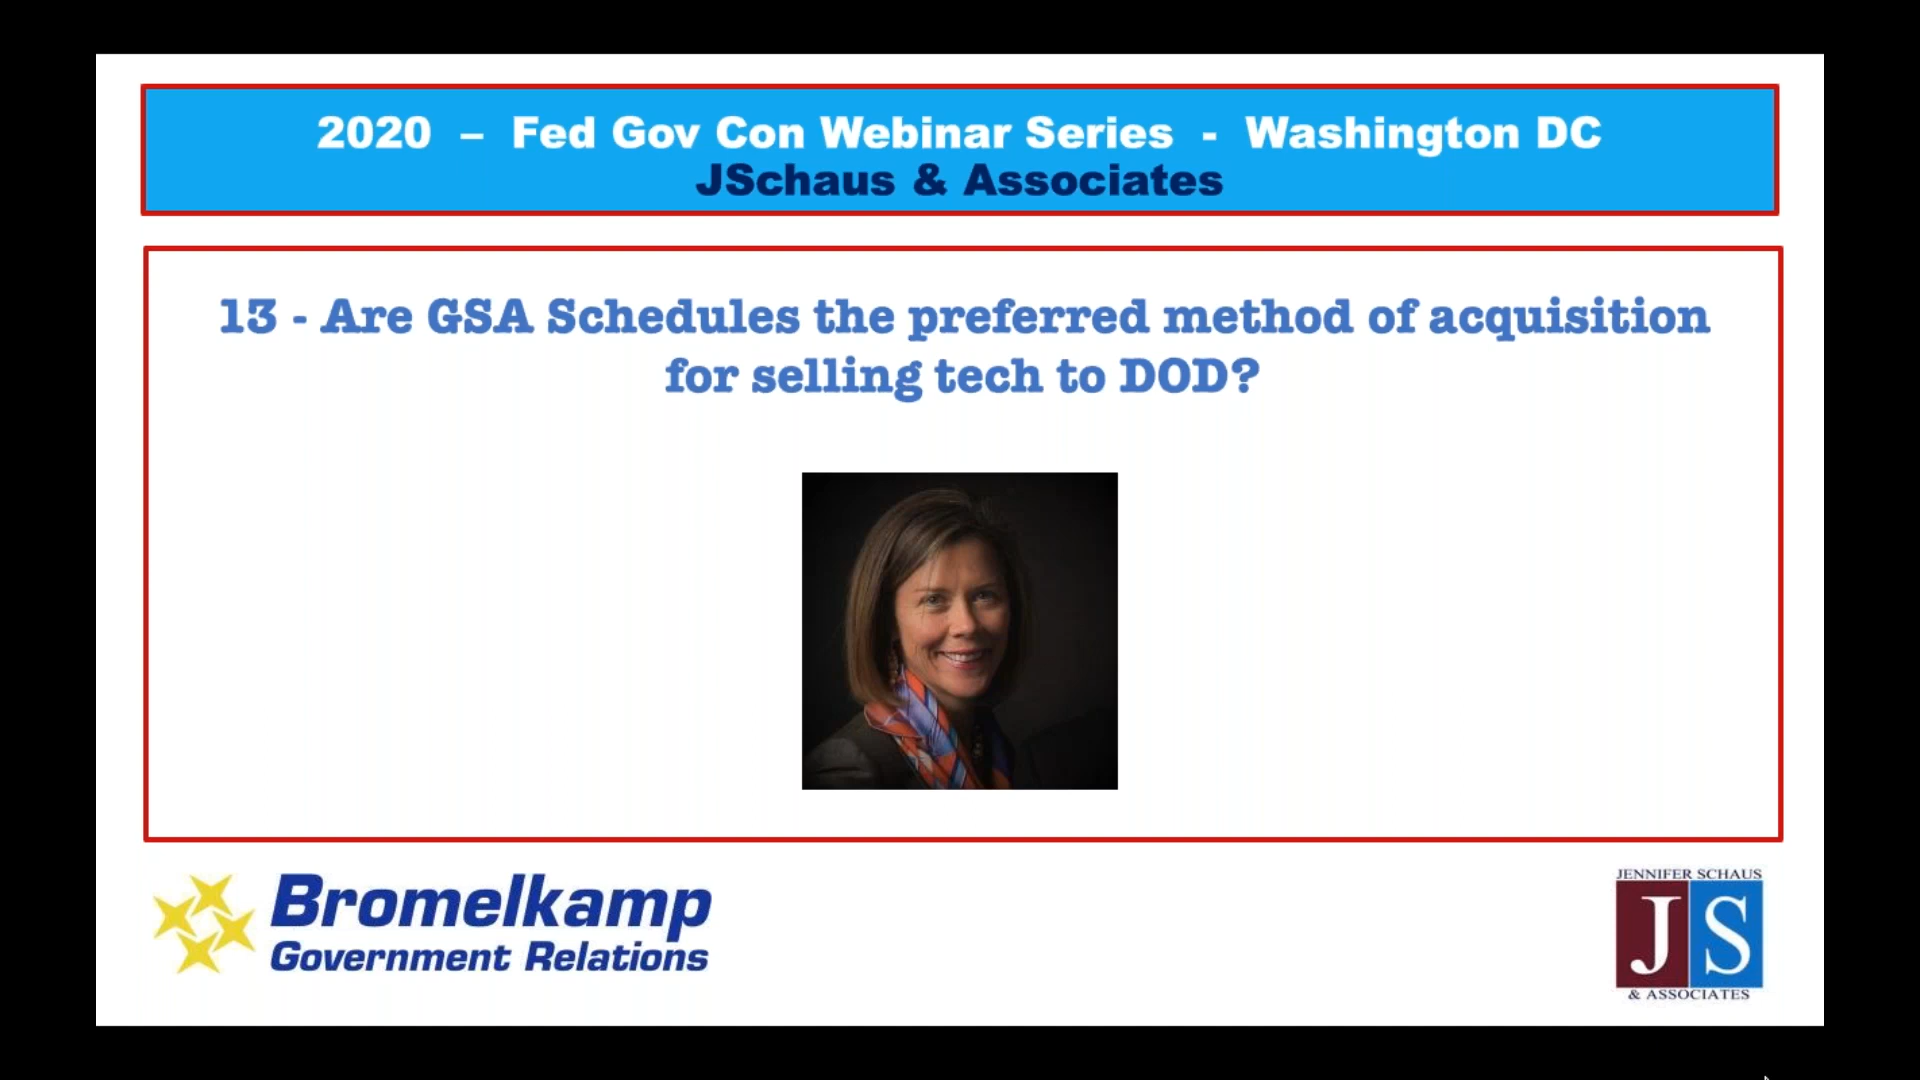 2020 – Fed Gov Con Webinar Series - Washington DC
JSchaus & Associates
13 - Are GSA Schedules the preferred method of acquisition
for selling tech to DOD?
Bromelkamp
Government Relations
JENNIFER SCHAUS
JS
& ASSOCIATES